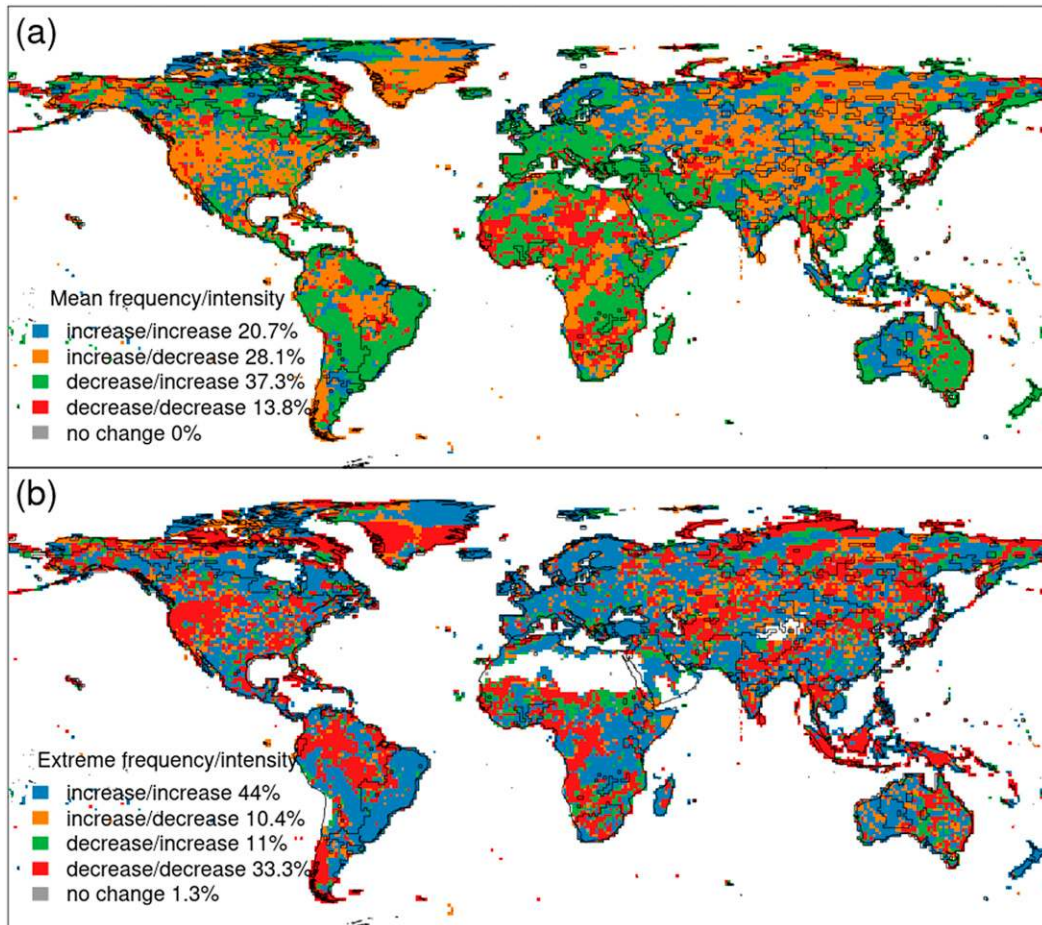 (a)
Mean frequency/intensity
increase/increase 20.7%
increase/decrease 28.1%
decrease/increase 37.3%
decrease/decrease 13.8%
no change 0%
(b)
Extreme frequency/intensity
increase/increase 44%
increase/decrease 10.4%
decrease/increase 11%
decrease/decrease 33.3%
no change 1.3%